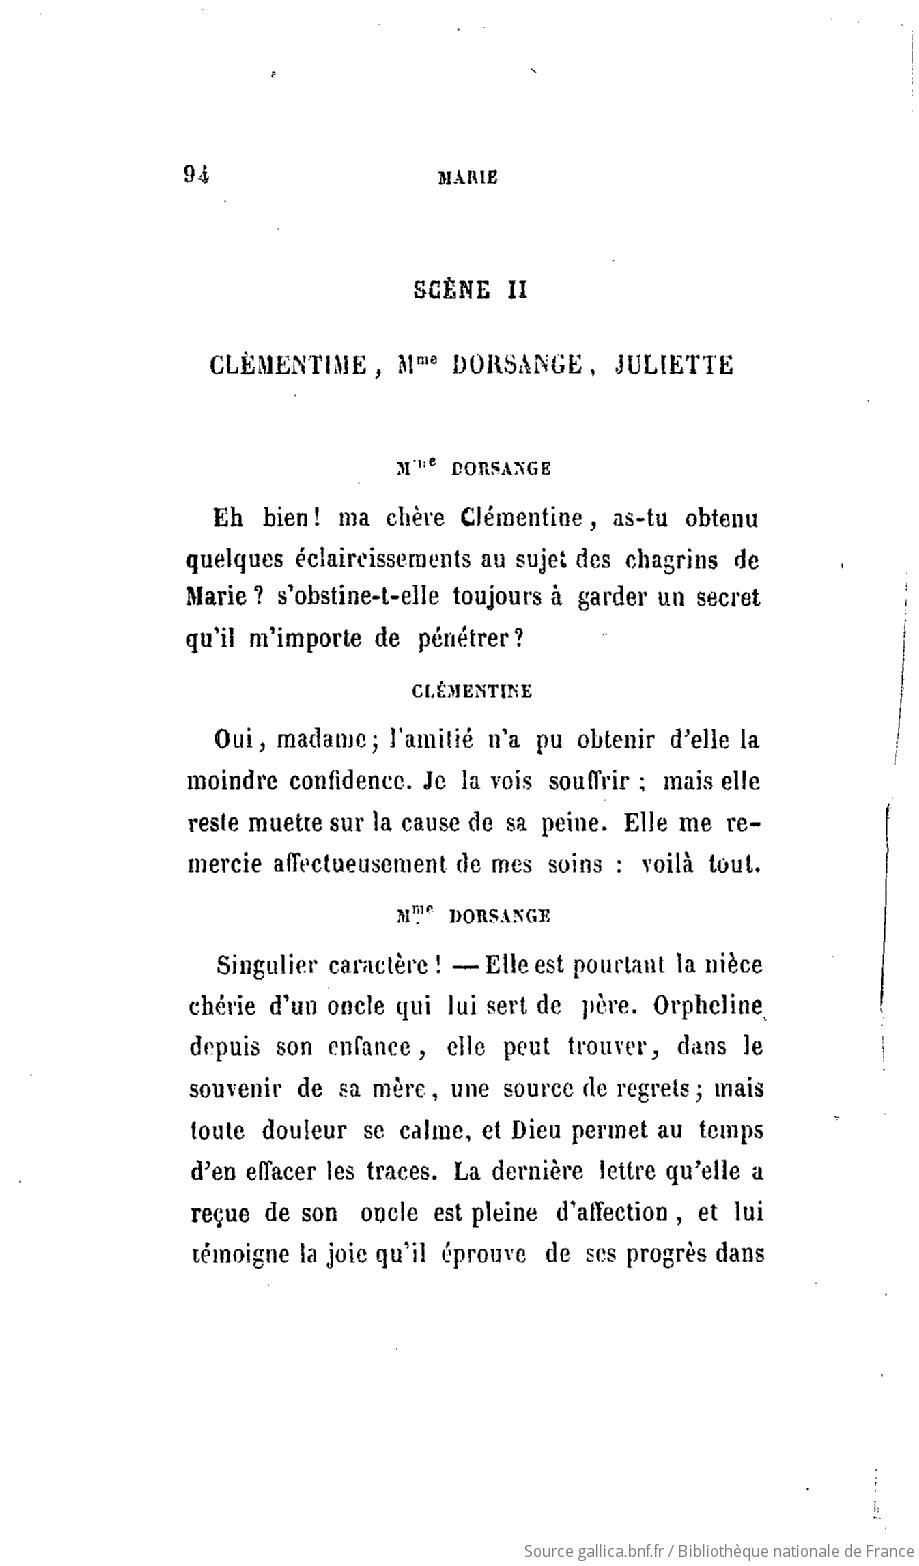 94
MARIE
SCÈNE II
CLÉMENTIME, Mme DORSANGE, JULIETTE
Mme DORSANGE
Eh bien! ma chère Clémentine, as-tu obtenu
quelques éclaircissements au sujet des chagrins de
Marie? s'obstine-t-elle toujours à garder un secret
qu'il m'importe de pénétrer?
CLÉMENTINE
Oui, madame; l'amitié n'a pu obtenir d'elle la
moindre confidence. Je la vois souffrir; mais elle
reste muette sur la cause de sa peine. Elle me re-
mercie affectueusement de mes soins : voilà tout.
Mme DORSANGE
Singulier caractère! — Elle est pourtant la nièce
chérie d'un oncle qui lui sert de père. Orpheline
depuis son enfance, elle peut trouver, dans le
souvenir de sa mère, une source de regrets; mais
toute douleur se calme, et Dieu permet au temps
d'en effacer les traces. La dernière lettre qu'elle a
reçue de son oncle est pleine d'affection, et lui
témoigne la joie qu'il éprouve de ses progrès dans
Source gallica.bnf.fr / Bibliothèque nationale de France